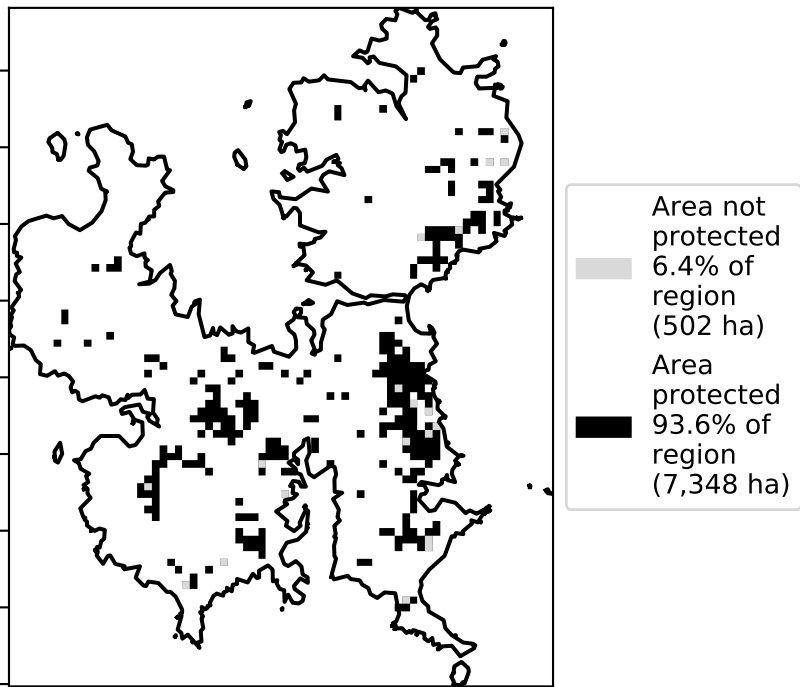 Area not
protected
6.4% of
region
(502 ha)
Area
protected
93.6% of
region
(7,348 ha)